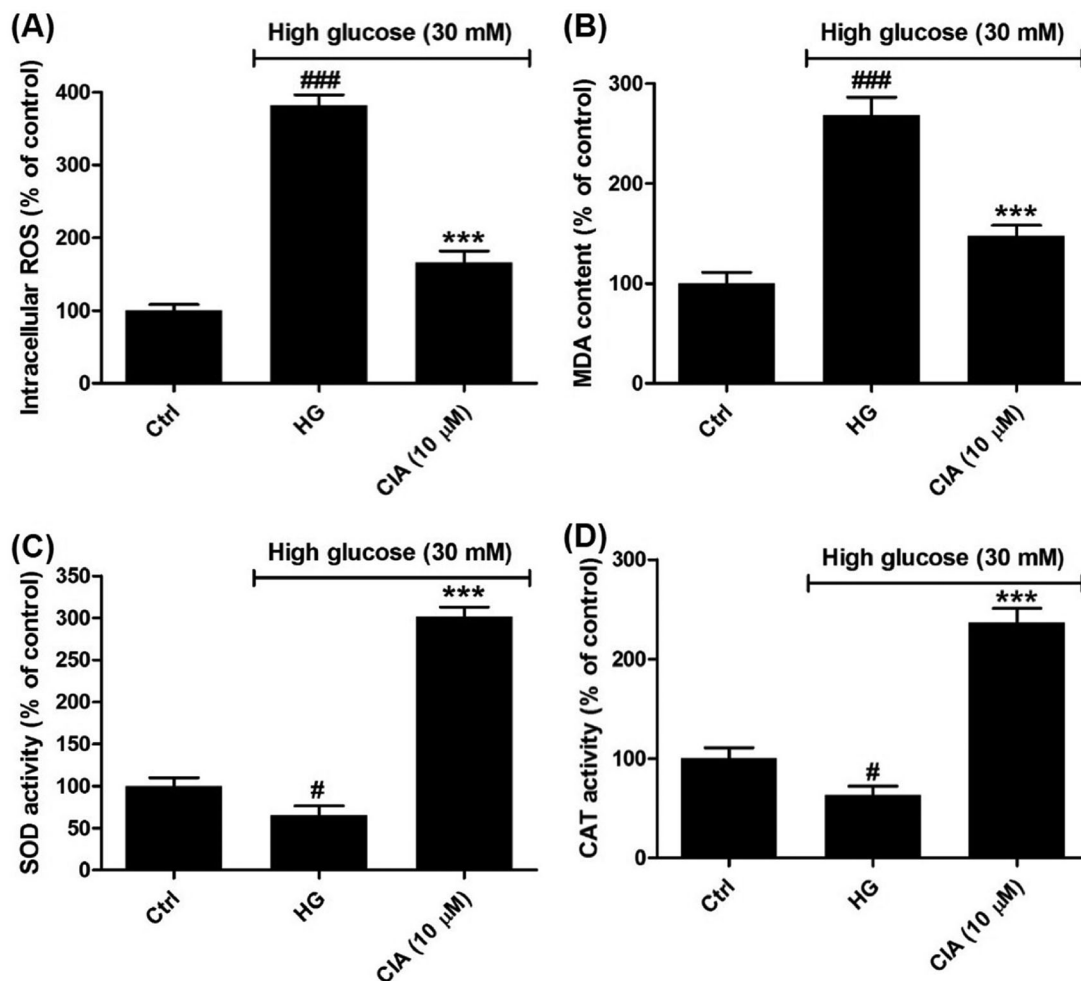 (A)
High glucose (30 mM)
Intracellular ROS (% of control)
400
300
200
100
0
###
***
Ctrl
HG
CIA (10 μM)
(B)
High glucose (30 mM)
MDA content (% of control)
300
200
100
0
###
***
Ctrl
HG
CIA (10 μM)
(C)
High glucose (30 mM)
SOD activity (% of control)
350
300
250
200
150
100
50
0
#
***
Ctrl
HG
CIA (10 μM)
(D)
High glucose (30 mM)
CAT activity (% of control)
300
200
100
0
#
***
Ctrl
HG
CIA (10 μM)